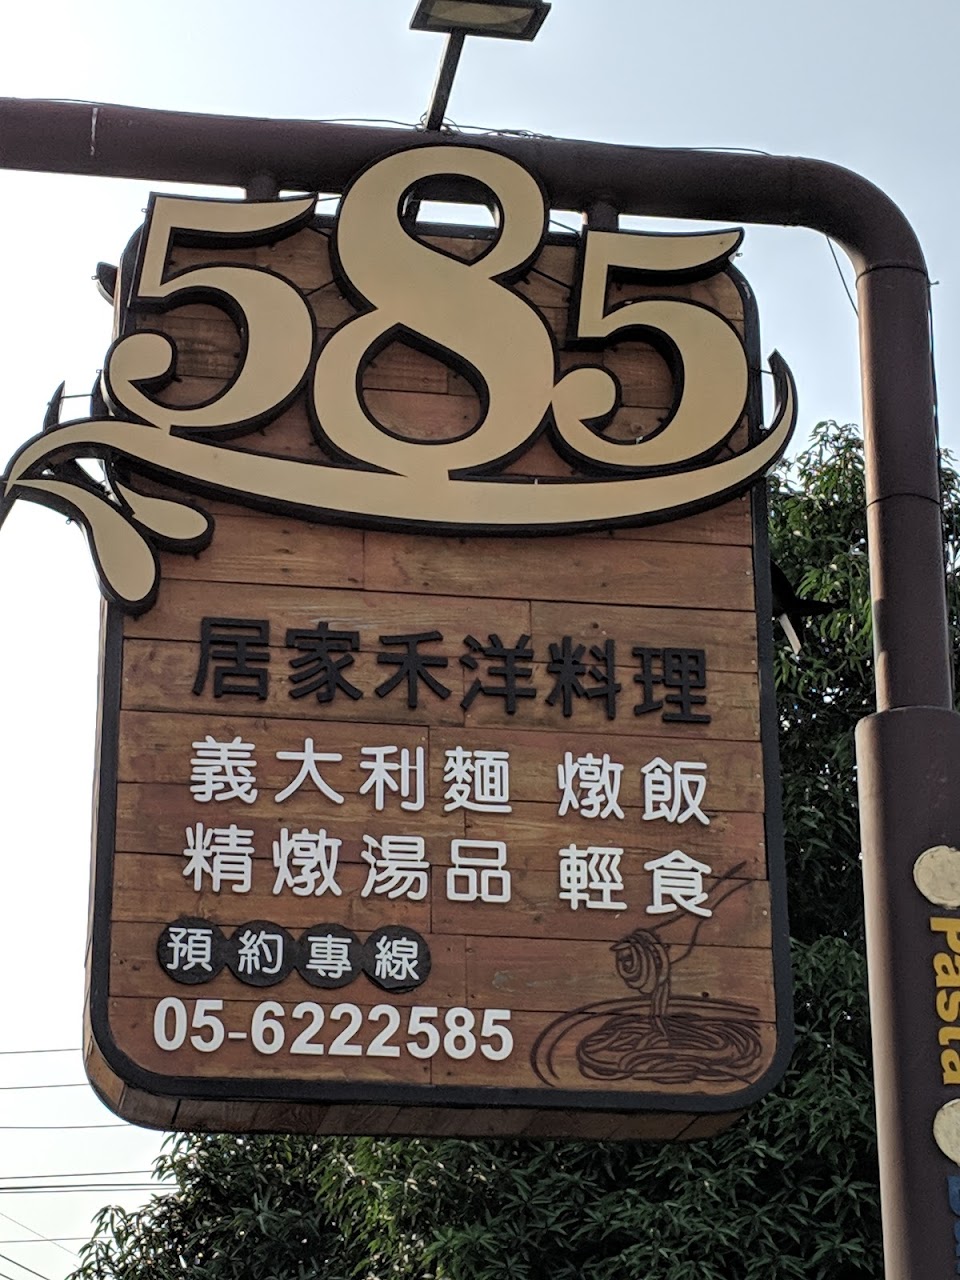 585
居家禾洋料理
義大利麵 燉飯
精燉湯品 輕食
預約專線
05-6222585
Pasta